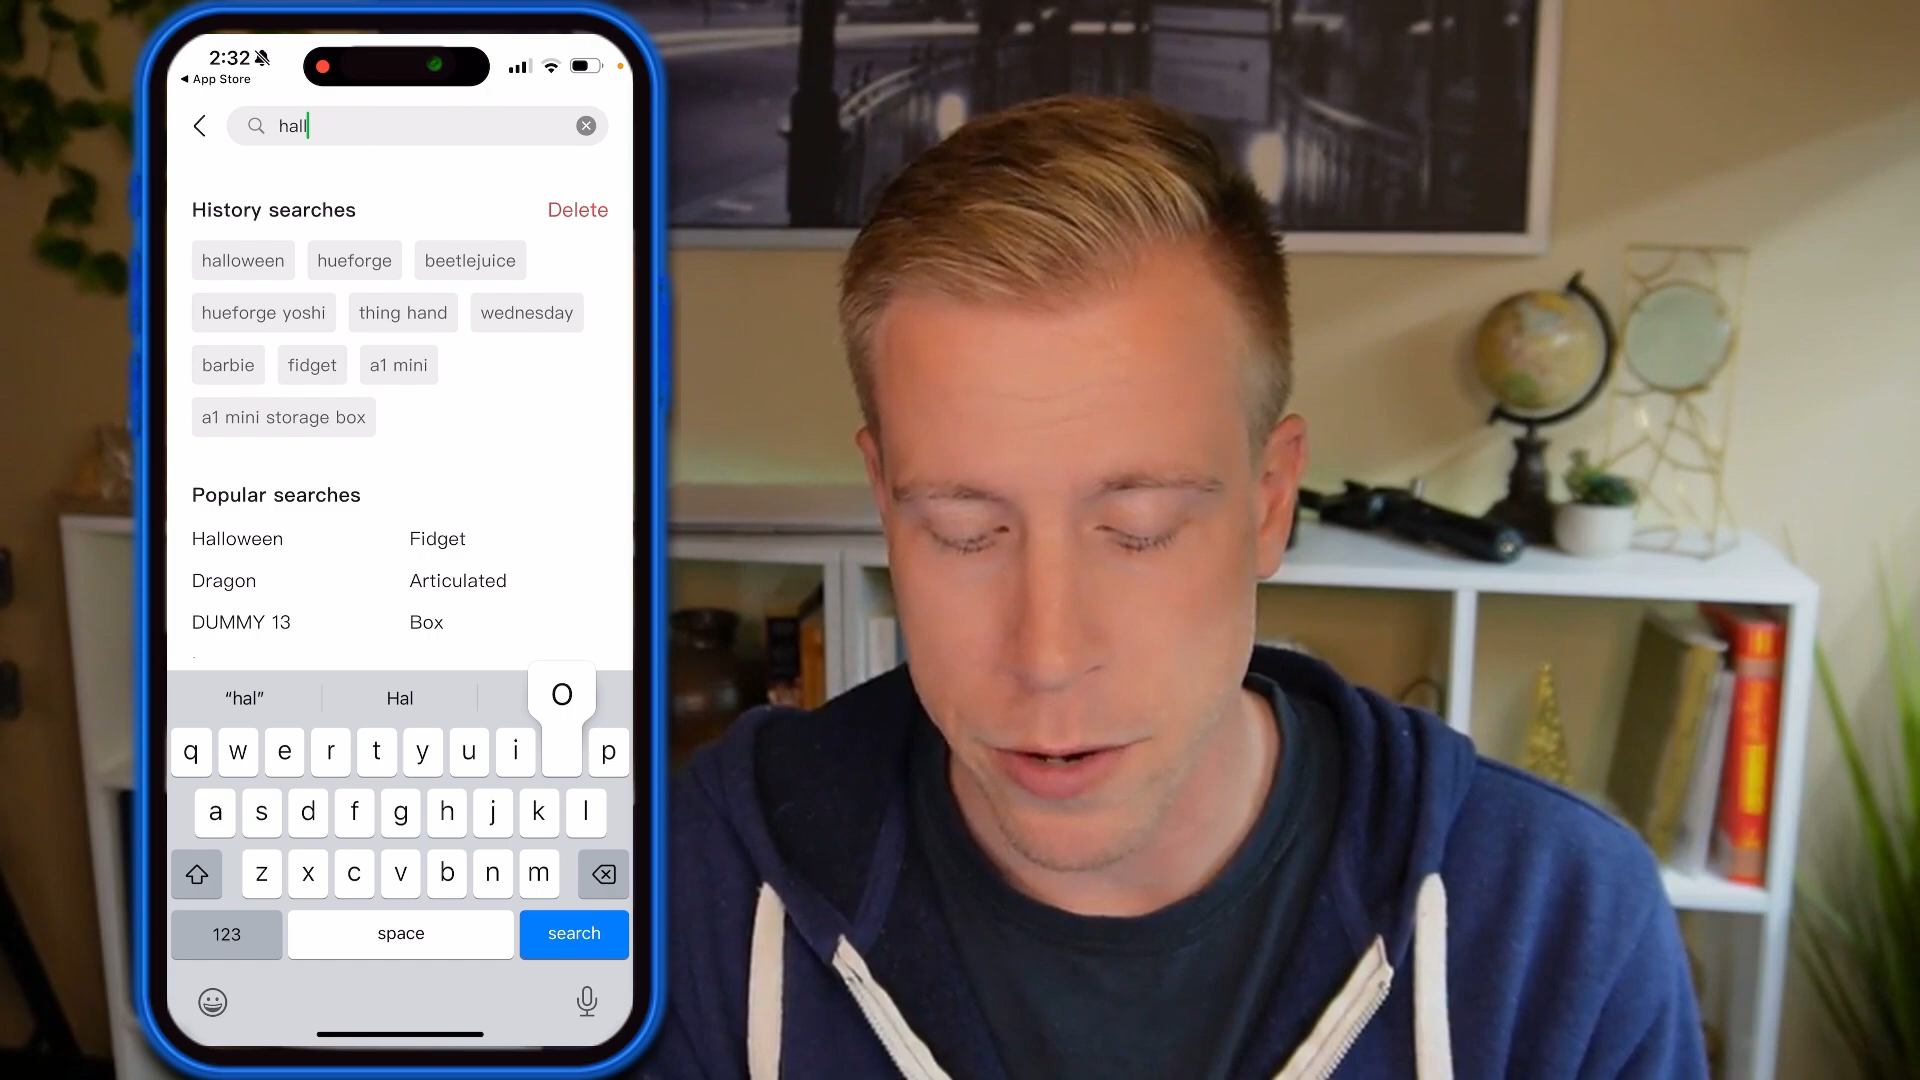 2:32
App Store
hall
History searches Delete
halloween hueforge beetlejuice
hueforge yoshi thing hand wednesday
barbie fidget a1 mini
a1 mini storage box
Popular searches
Halloween Fidget
Dragon Articulated
DUMMY 13 Box
“hal” Hal O
q w e r t y u i p
a s d f g h j k l
z x c v b n m
123 space search